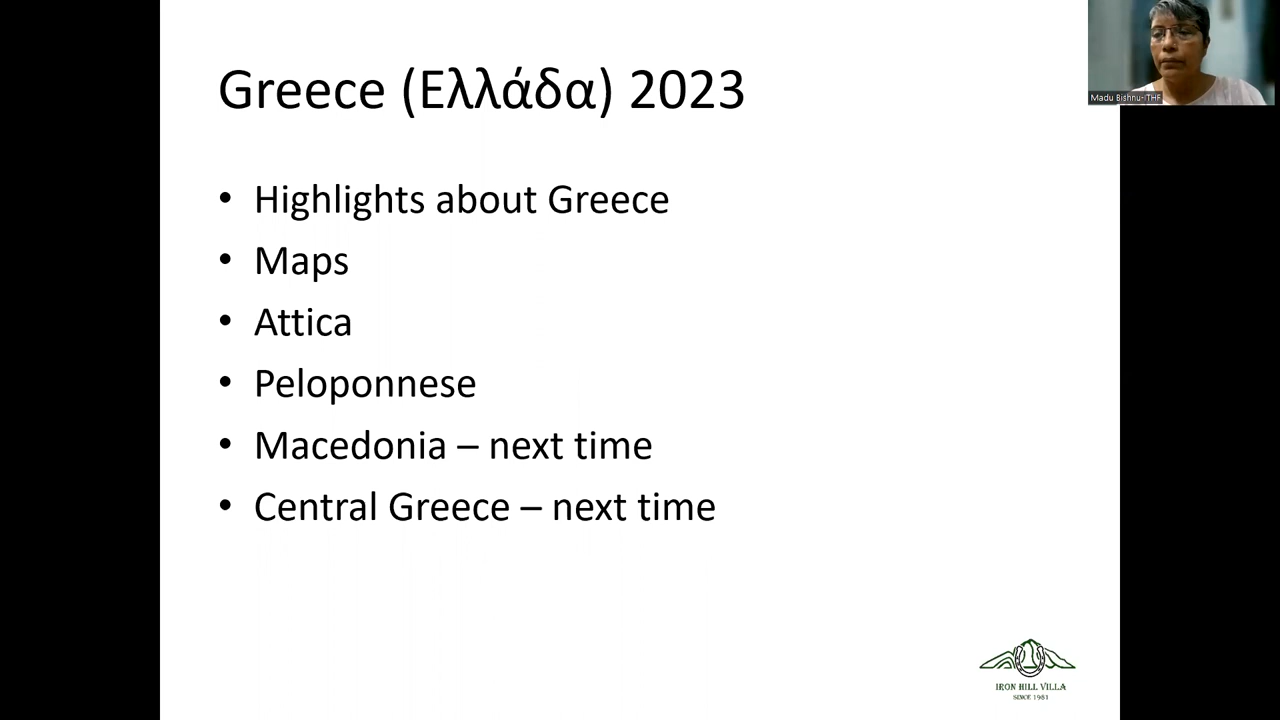 Greece (Ελλάδα) 2023
• Highlights about Greece
• Maps
• Attica
• Peloponnese
• Macedonia – next time
• Central Greece – next time
Madu Bishnu-ITHF
IRON HILL VILLA
SINCE 1981